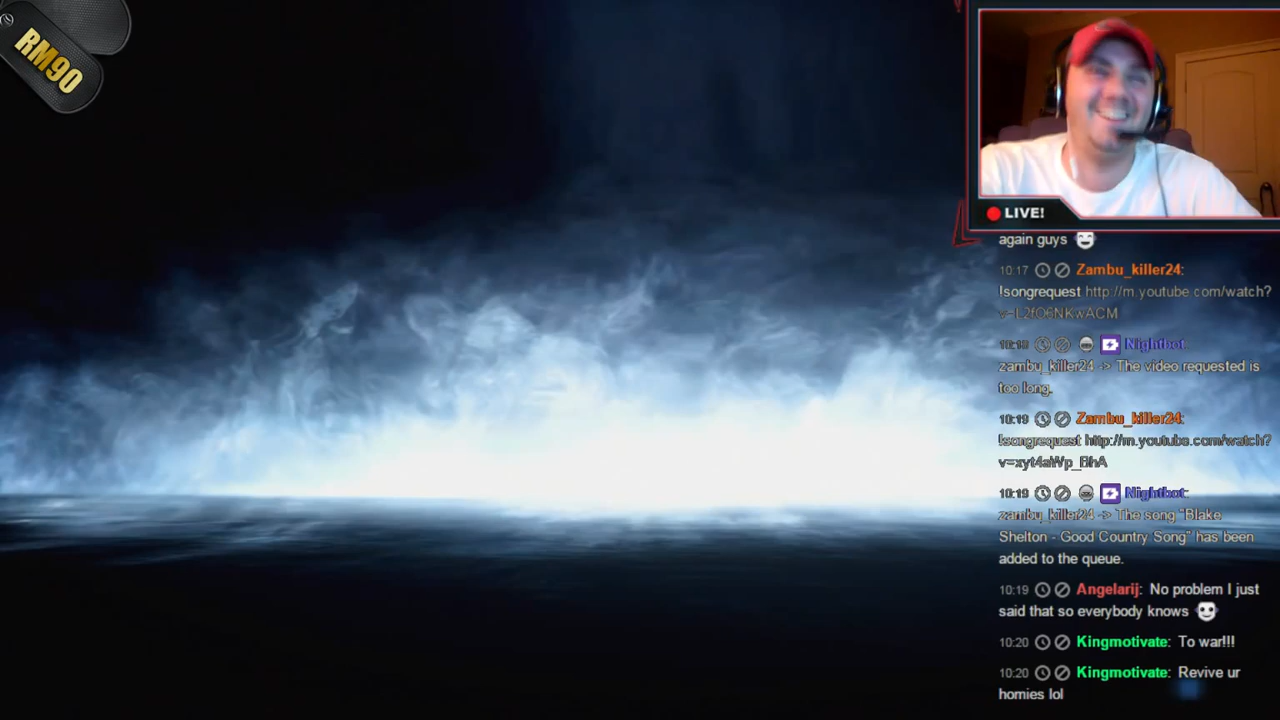 RM90
LIVE!
again guys
10:17 Zambu_killer24:
!songrequest http://m.youtube.com/watch?
v=L2fO6NKwACM
10:18 Nightbot:
zambu_killer24 -> The video requested is
too long.
10:19 Zambu_killer24:
!songrequest http://m.youtube.com/watch?
v=xyt4aWp_BhA
10:19 Nightbot:
zambu_killer24 -> The song "Blake
Shelton - Good Country Song" has been
added to the queue.
10:19 Angelarij: No problem I just
said that so everybody knows
10:20 Kingmotivate: To war!!!
10:20 Kingmotivate: Revive ur
homies lol